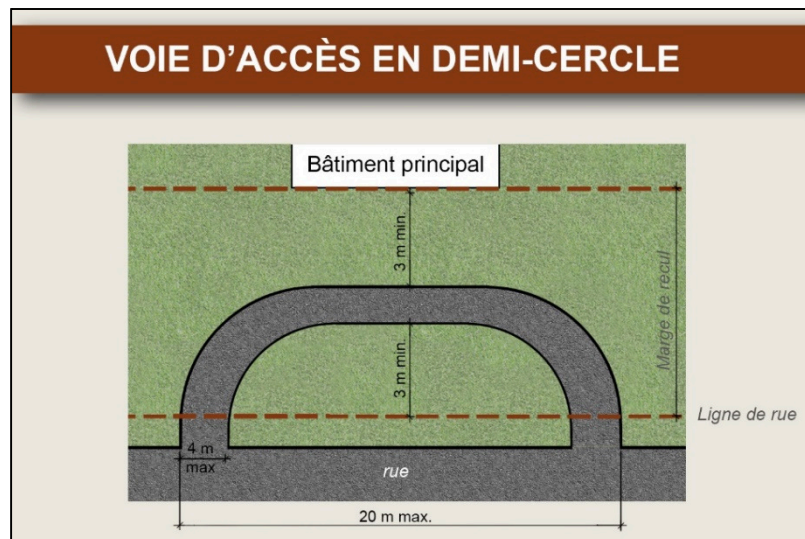 VOIE D'ACCÈS EN DEMI-CERCLE
Bâtiment principal
3 m min.
Marge de recul
3 m min.
Ligne de rue
4 m
max
rue
20 m max.